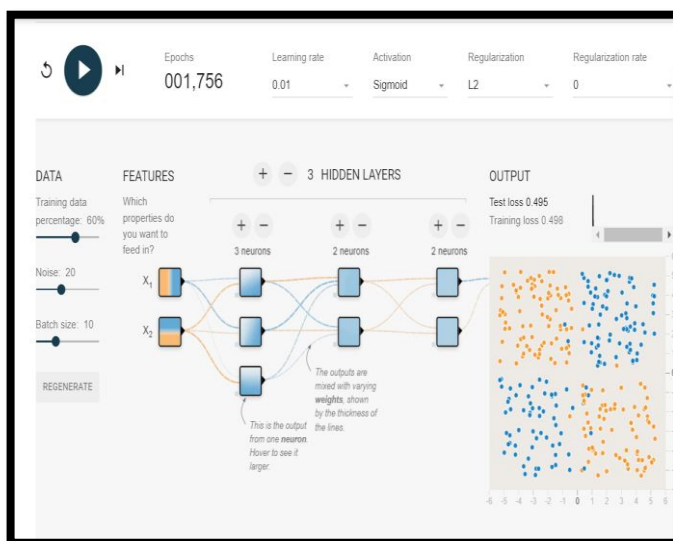 Epochs
001,756
Learning rate
0.01
Activation
Sigmoid
Regularization
L2
Regularization rate
0
DATA
Training data
percentage: 60%
Noise: 20
Batch size: 10
REGENERATE
FEATURES
Which
properties do
you want to
feed in?
X1
X2
+ − 3 HIDDEN LAYERS
+ −
3 neurons
+ −
2 neurons
+ −
2 neurons
This is the output
from one neuron.
Hover to see it
larger.
The outputs are
mixed with varying
weights, shown
by the thickness of
the lines.
OUTPUT
Test loss 0.495
Training loss 0.498
-6 -5 -4 -3 -2 -1 0 1 2 3 4 5 6